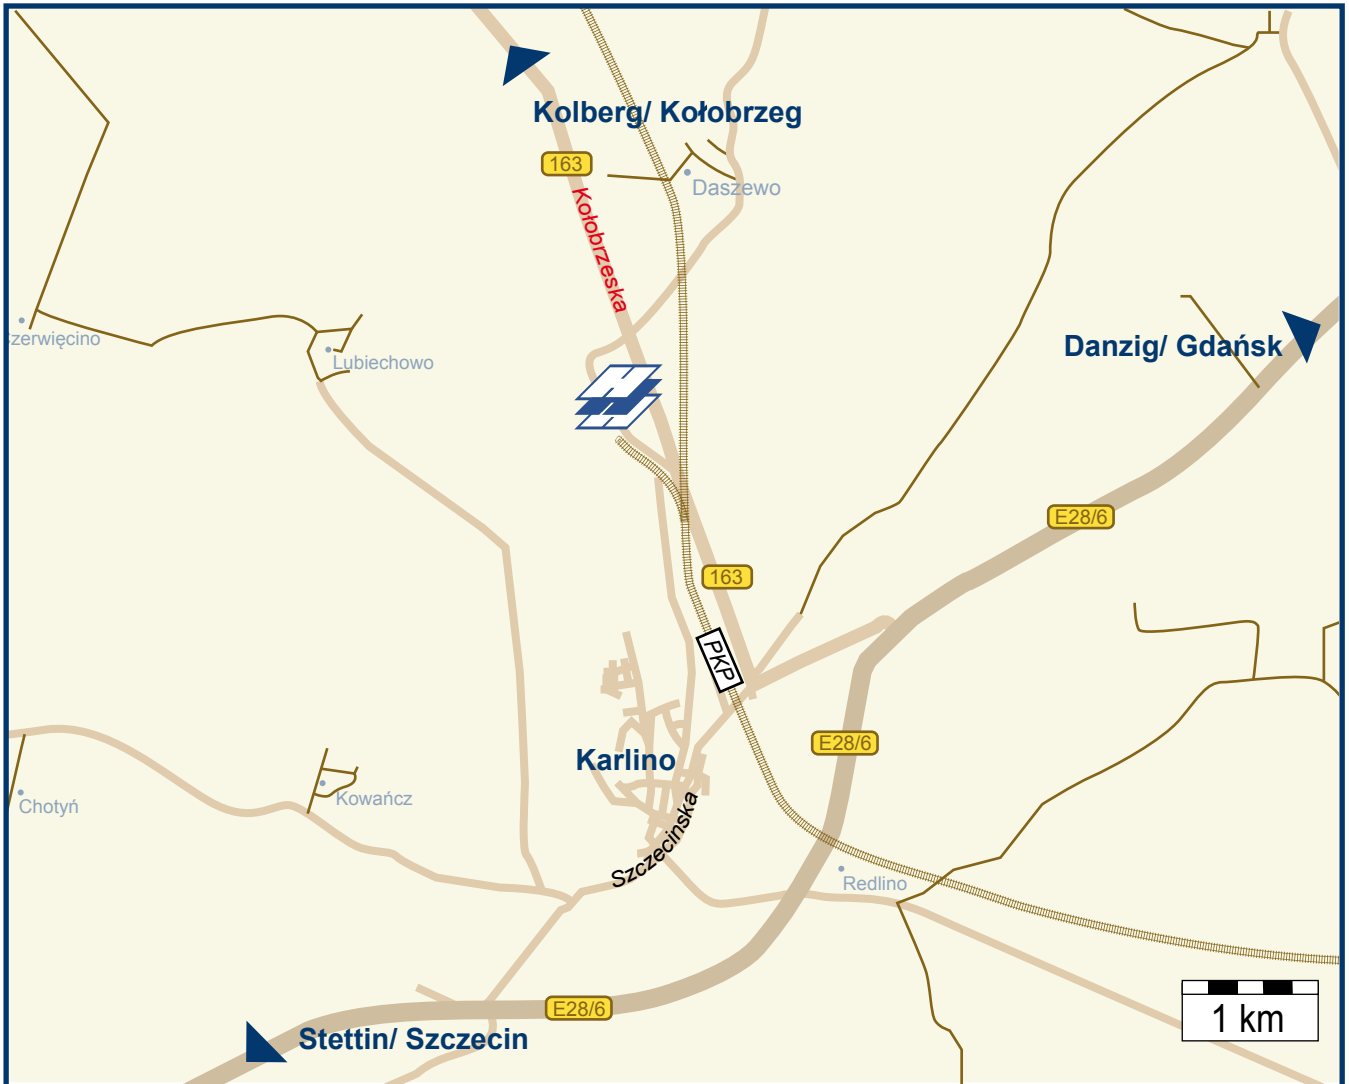 Kolberg/ Kołobrzeg
163
Daszewo
Kołobrzeska
zerwięcino
Lubiechowo
Danzig/ Gdańsk
E28/6
163
PKP
E28/6
Karlino
Kowańcz
Chotyń
Szczecinska
Redlino
E28/6
Stettin/ Szczecin
1 km